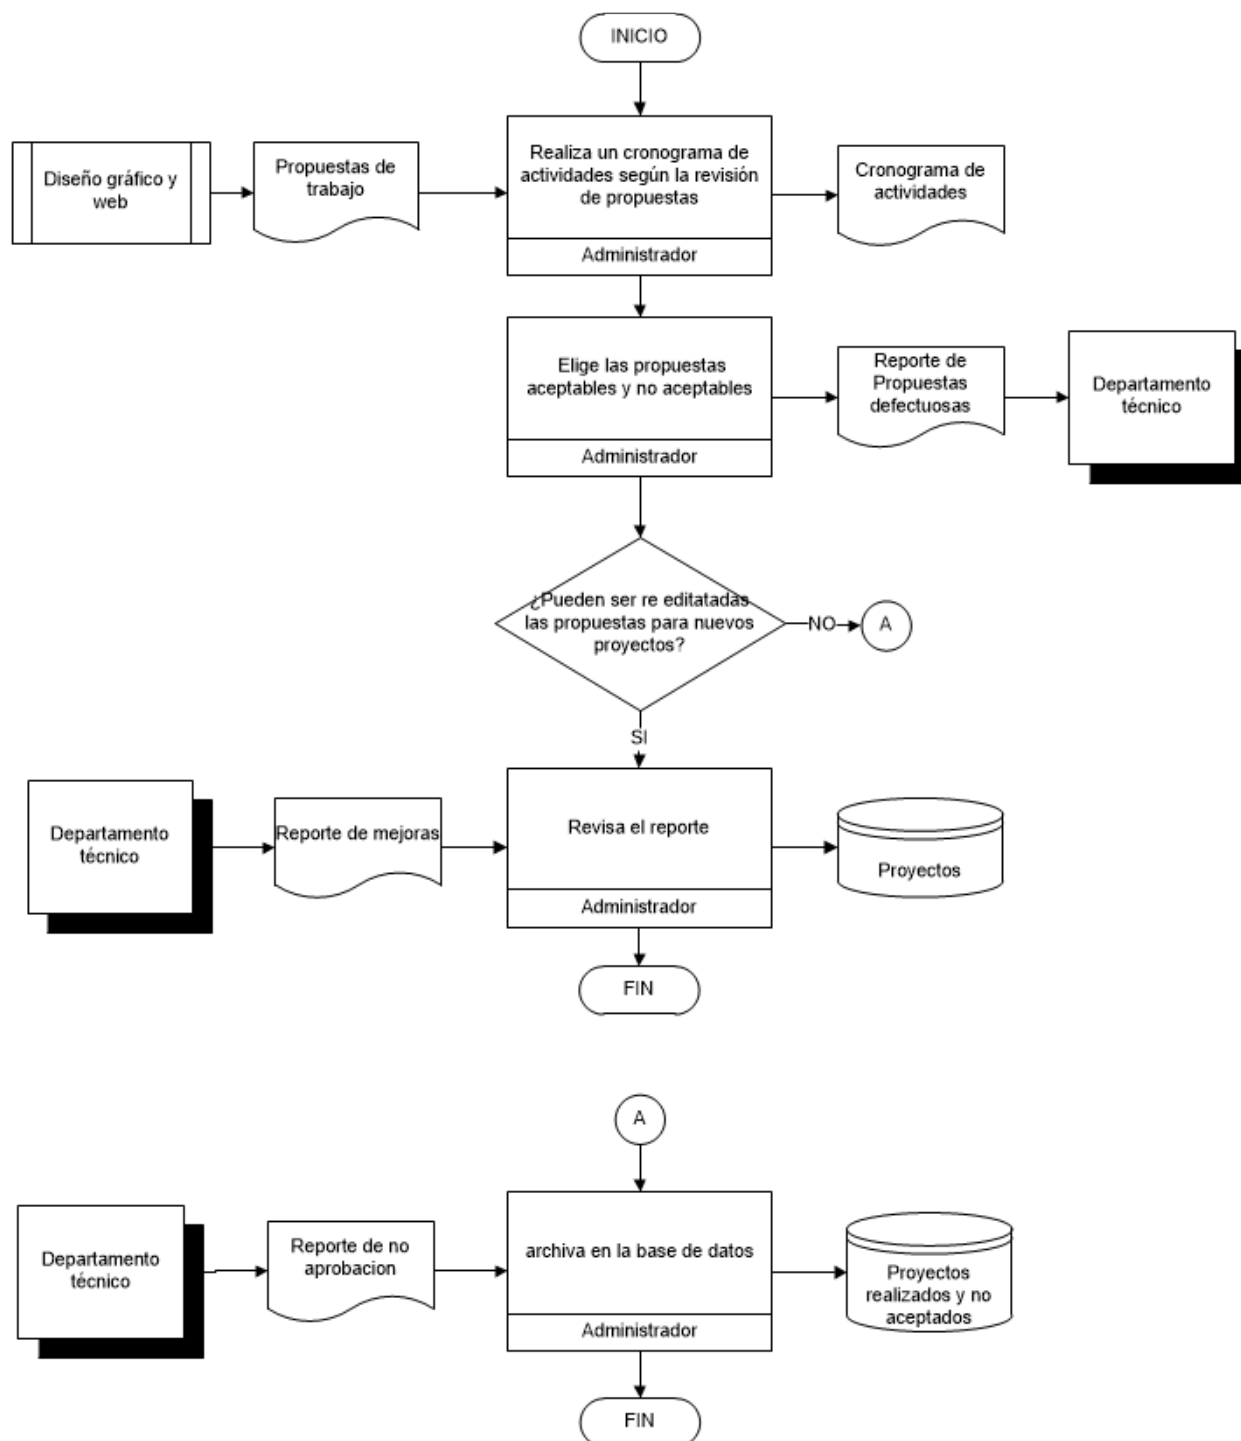 INICIO
Diseño gráfico y
web
Propuestas de
trabajo
Realiza un cronograma de
actividades según la revisión
de propuestas
Administrador
Cronograma de
actividades
Elige las propuestas
aceptables y no aceptables
Administrador
Reporte de
Propuestas
defectuosas
Departamento
técnico
¿Pueden ser re editatadas
las propuestas para nuevos
proyectos?
NO
A
SI
Departamento
técnico
Reporte de mejoras
Revisa el reporte
Administrador
Proyectos
FIN
A
Departamento
técnico
Reporte de no
aprobacion
archiva en la base de datos
Administrador
Proyectos
realizados y no
aceptados
FIN